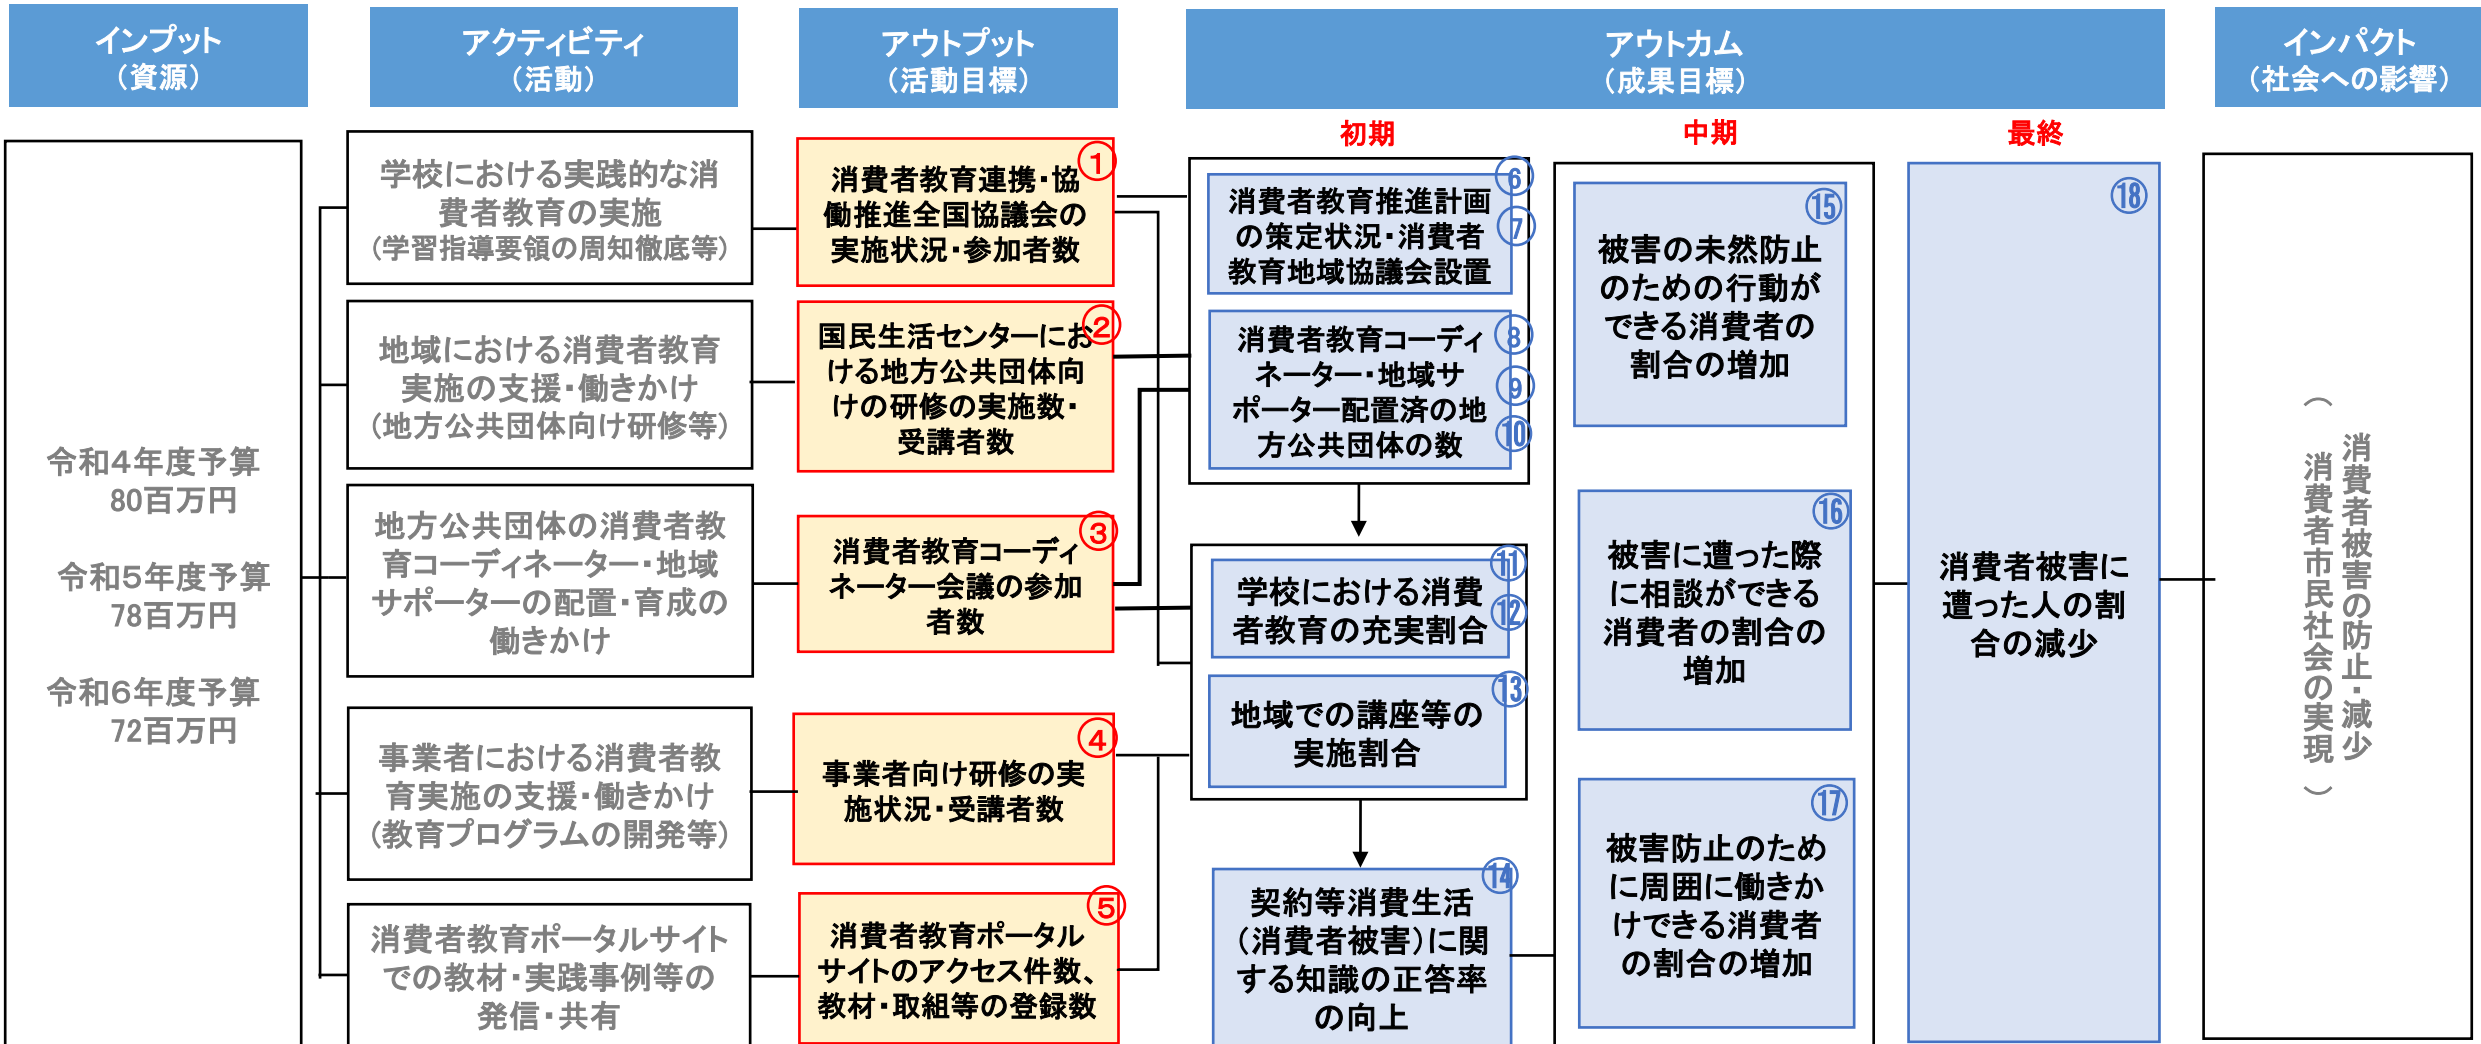 インプット
（資源）
アクティビティ
（活動）
アウトプット
（活動目標）
アウトカム
（成果目標）
インパクト
（社会への影響）
初期
中期
最終
令和4年度予算
80百万円
令和5年度予算
78百万円
令和6年度予算
72百万円
学校における実践的な消
費者教育の実施
（学習指導要領の周知徹底等）
地域における消費者教育
実施の支援・働きかけ
（地方公共団体向け研修等）
地方公共団体の消費者教
育コーディネーター・地域
サポーターの配置・育成の
働きかけ
事業者における消費者教
育実施の支援・働きかけ
（教育プログラムの開発等）
消費者教育ポータルサイト
での教材・実践事例等の
発信・共有
①
消費者教育連携・協
働推進全国協議会の
実施状況・参加者数
②
国民生活センターにお
ける地方公共団体向
けの研修の実施数・
受講者数
③
消費者教育コーディ
ネーター会議の参加
者数
④
事業者向け研修の実
施状況・受講者数
⑤
消費者教育ポータル
サイトのアクセス件数、
教材・取組等の登録数
⑥
⑦
消費者教育推進計画
の策定状況・消費者
教育地域協議会設置
⑧
⑨
⑩
消費者教育コーディ
ネーター・地域サ
ポーター配置済の地
方公共団体の数
⑪
⑫
学校における消費
者教育の充実割合
⑬
地域での講座等の
実施割合
⑭
契約等消費生活
（消費者被害）に関
する知識の正答率
の向上
⑮
被害の未然防止
のための行動が
できる消費者の
割合の増加
⑯
被害に遭った際
に相談ができる
消費者の割合の
増加
⑰
被害防止のため
に周囲に働きか
けできる消費者
の割合の増加
⑱
消費者被害に
遭った人の割
合の減少
消費者被害の防止・減少
（消費者市民社会の実現）